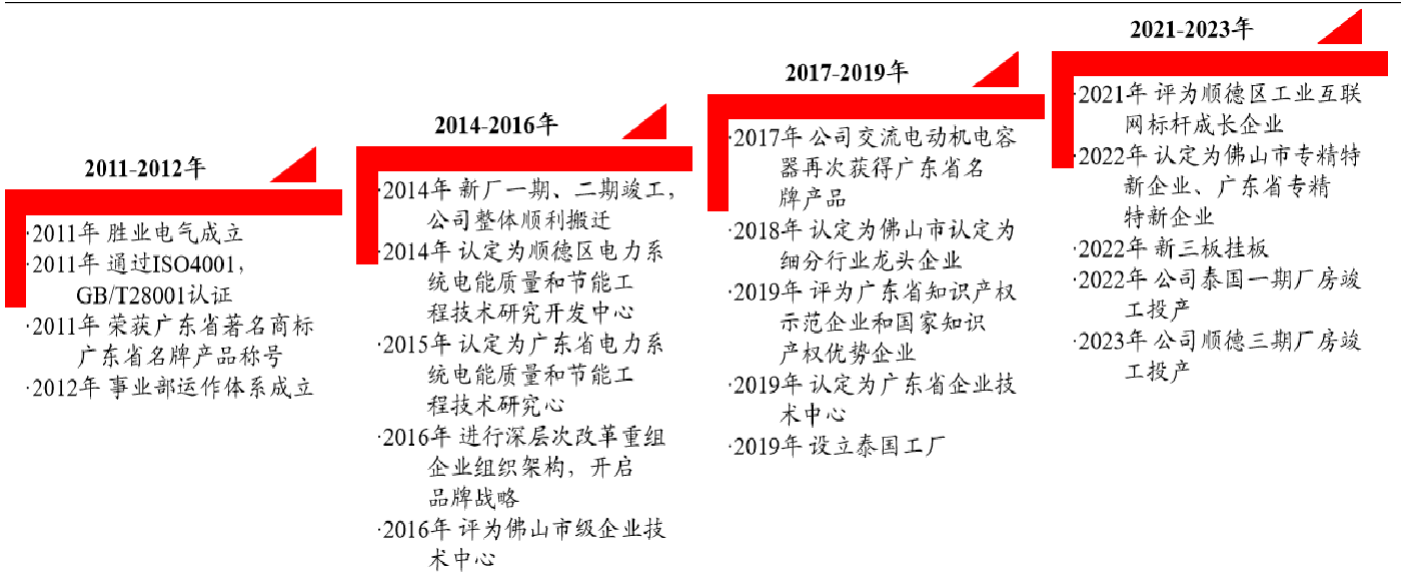 2011-2012年
·2011年 胜业电气成立
·2011年 通过ISO4001，
GB/T28001认证
·2011年 荣获广东省著名商标
广东省名牌产品称号
·2012年 事业部运作体系成立
2014-2016年
·2014年 新厂一期、二期竣工，
公司整体顺利搬迁
·2014年 认定为顺德区电力系
统电能质量和节能工
程技术研究开发中心
·2015年 认定为广东省电力系
统电能质量和节能工
程技术研究心
·2016年 进行深层次改革重组
企业组织架构，开启
品牌战略
·2016年 评为佛山市级企业技
术中心
2017-2019年
·2017年 公司交流电动机电容
器再次获得广东省名
牌产品
·2018年 认定为佛山市认定为
细分行业龙头企业
·2019年 评为广东省知识产权
示范企业和国家知识
产权优势企业
·2019年 认定为广东省企业技
术中心
·2019年 设立泰国工厂
2021-2023年
·2021年 评为顺德区工业互联
网标杆成长企业
·2022年 认定为佛山市专精特
新企业、广东省专精
特新企业
·2022年 新三板挂板
·2022年 公司泰国一期厂房竣
工投产
·2023年 公司顺德三期厂房竣
工投产